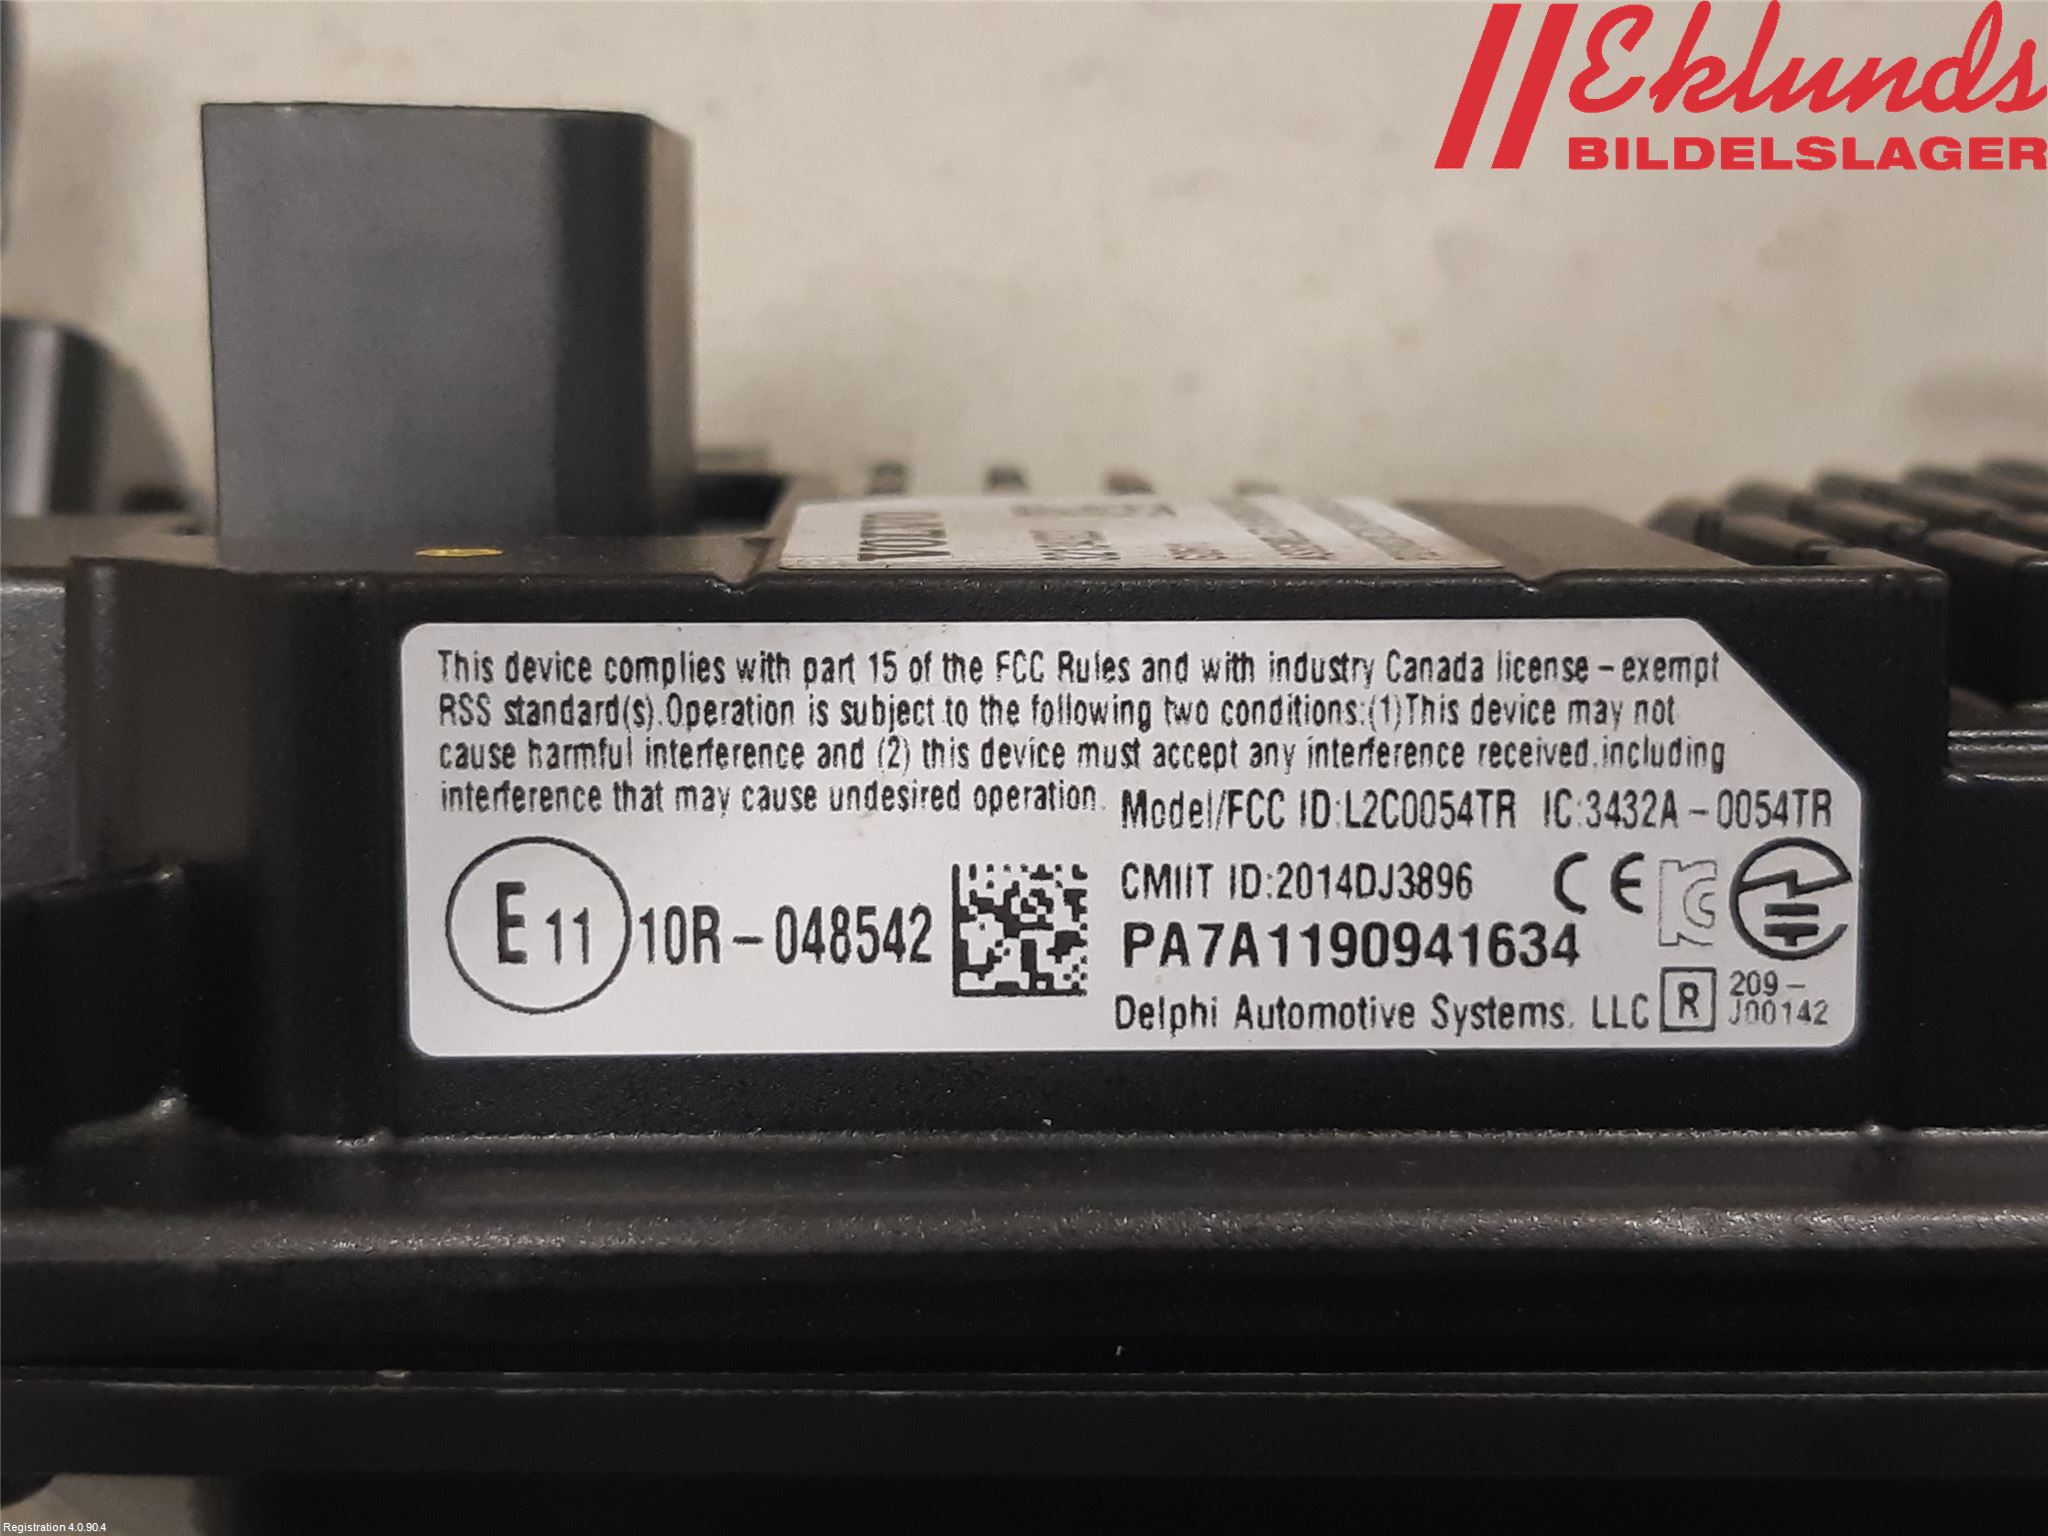 Eklunds
BILDELSLAGER
VOLVO
This device complies with part 15 of the FCC Rules and with industry Canada license-exempt
RSS standard(s).Operation is subject to the following two conditions:(1)This device may not
cause harmful interference and (2) this device must accept any interference received,including
interference that may cause undesired operation. Model/FCC ID:L2C0054TR IC:3432A-0054TR
E11 10R-048542
CMIIT ID:2014DJ3896
CE
PA7A1190941634
Delphi Automotive Systems, LLC R 209-
J00142
Registration 4.0.90.4